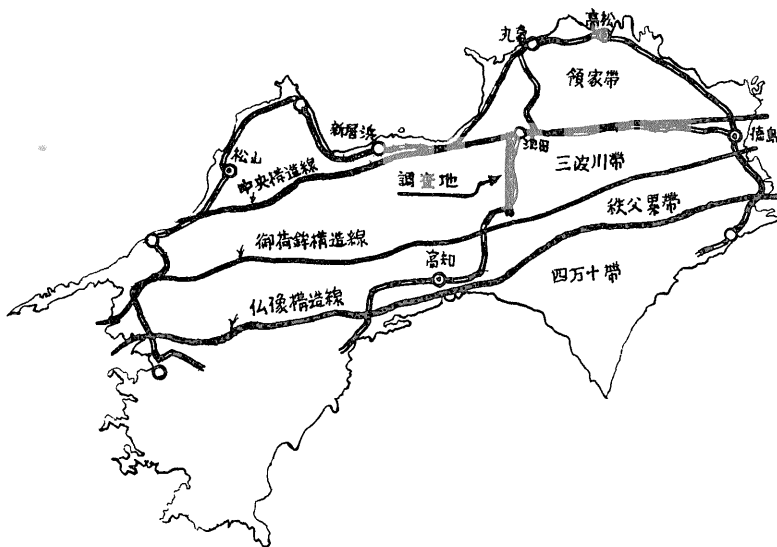 高松
丸亀
領家帯
新居浜
池田
徳島
松山
三波川帯
中央構造線
調査地
秩父累帯
御荷鉾構造線
高知
四万十帯
仏像構造線